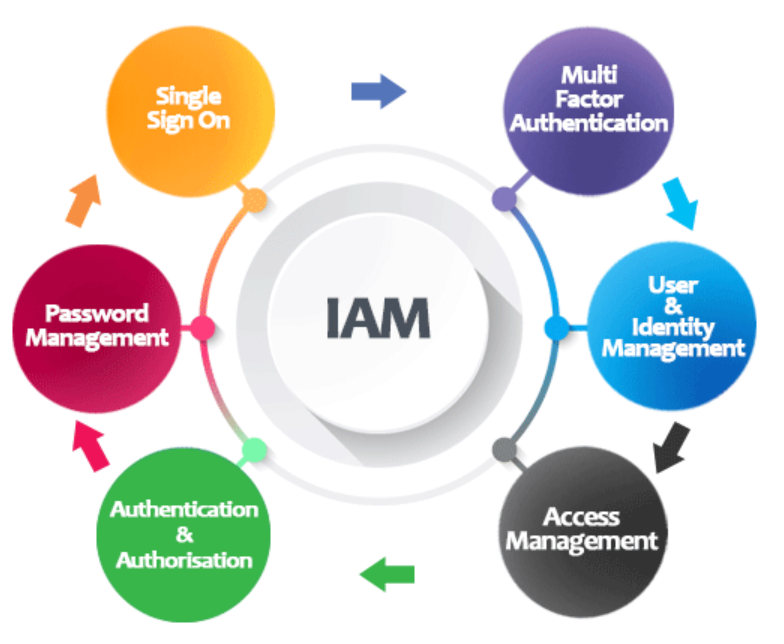 Single
Sign On
Multi
Factor
Authentication
User
&
Identity
Management
Access
Management
Authentication
&
Authorisation
Password
Management
IAM